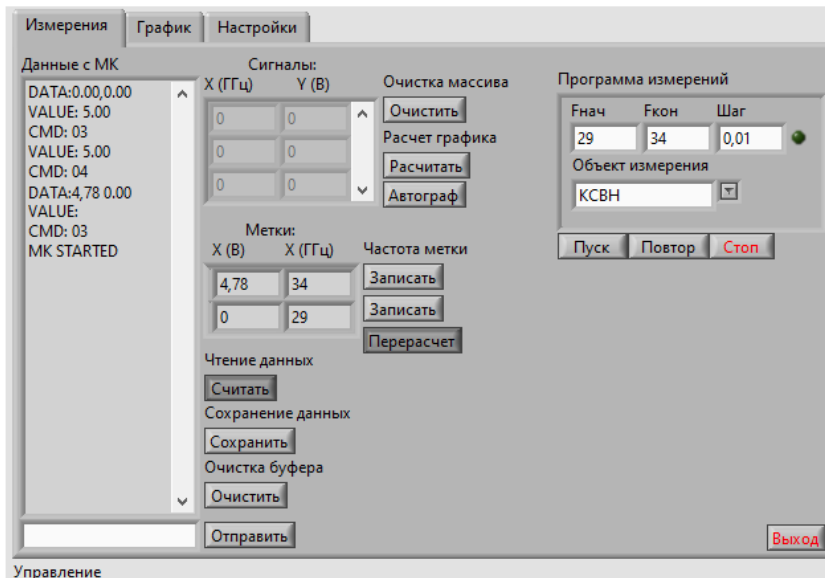 Измерения График Настройки
Данные с МК
DATA:0.00,0.00
VALUE: 5.00
CMD: 03
VALUE: 5.00
CMD: 04
DATA:4,78 0.00
VALUE:
CMD: 03
MK STARTED
Сигналы:
X (ГГц) Y (В)
0 0
0 0
0 0
Очистка массива
Очистить
Расчет графика
Расчитать
Автограф
Метки:
X (В) X (ГГц)
4,78 34
0 29
Частота метки
Записать
Записать
Перерасчет
Чтение данных
Считать
Сохранение данных
Сохранить
Очистка буфера
Очистить
Отправить
Программа измерений
Fнач Fкон Шаг
29 34 0,01
Объект измерения
КСВН
Пуск Повтор Стоп
Выход
Управление